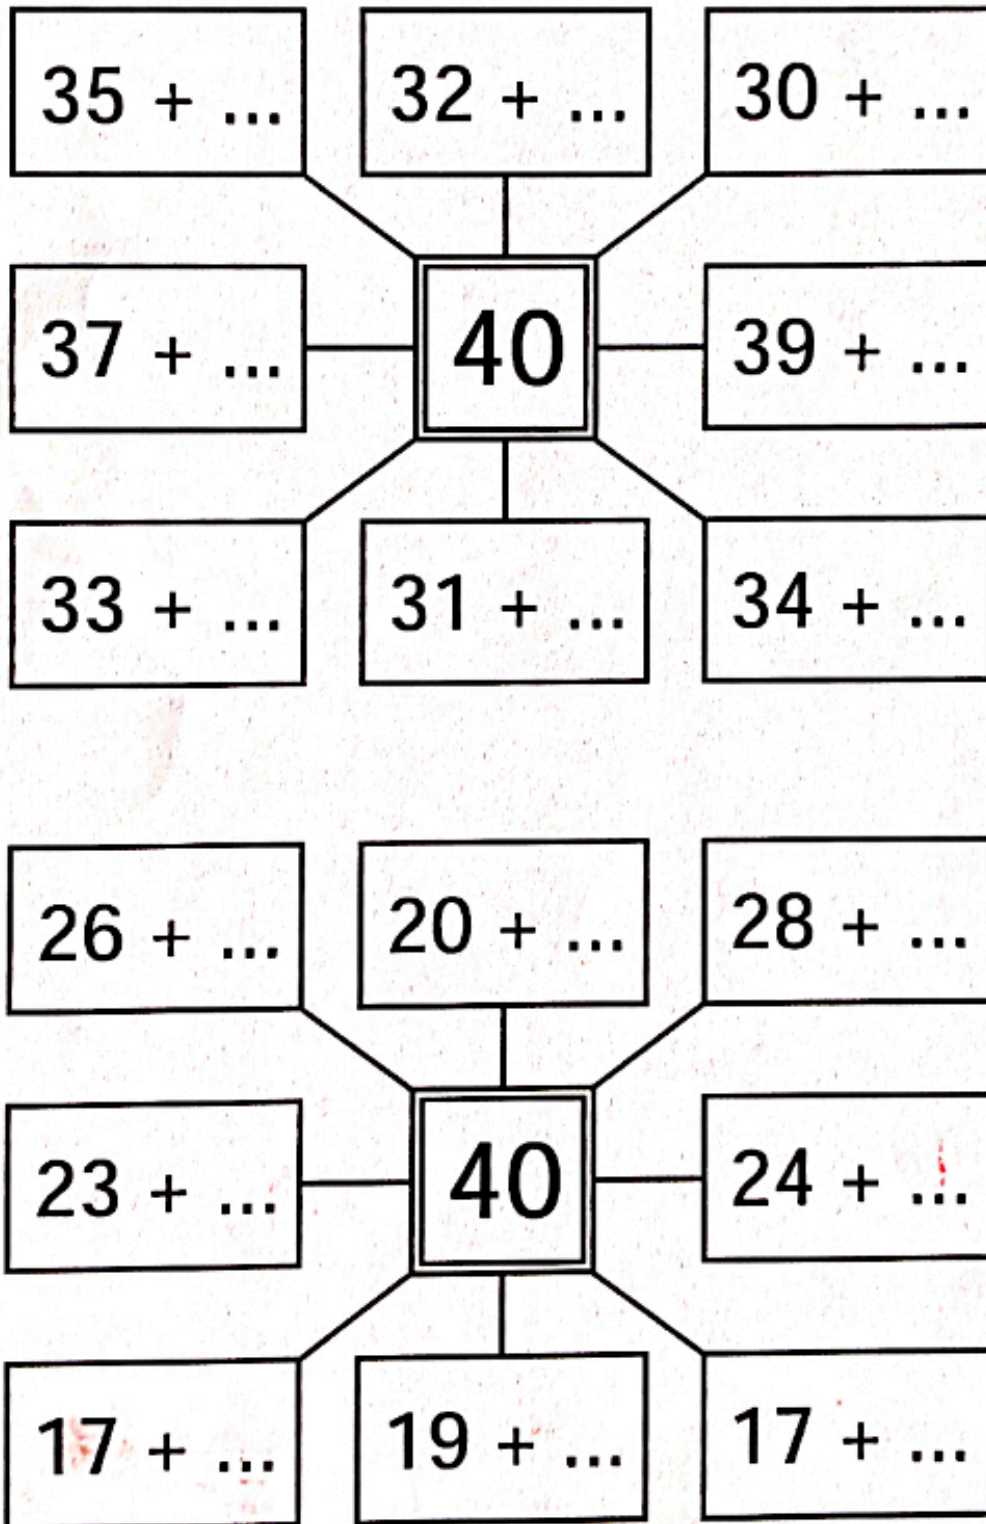 35 + ... 32 + ... 30 + ...
37 + ... 40 39 + ...
33 + ... 31 + ... 34 + ...
26 + ... 20 + ... 28 + ...
23 + ... 40 24 + ...
17 + ... 19 + ... 17 + ...